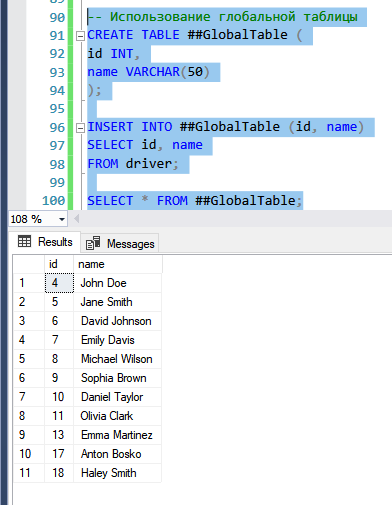 90 -- Использование глобальной таблицы
91 CREATE TABLE ##GlobalTable (
92 id INT,
93 name VARCHAR(50)
94 );
95
96 INSERT INTO ##GlobalTable (id, name)
97 SELECT id, name
98 FROM driver;
99
100 SELECT * FROM ##GlobalTable;
108 %
Results Messages
id name
1 4 John Doe
2 5 Jane Smith
3 6 David Johnson
4 7 Emily Davis
5 8 Michael Wilson
6 9 Sophia Brown
7 10 Daniel Taylor
8 11 Olivia Clark
9 13 Emma Martinez
10 17 Anton Bosko
11 18 Haley Smith